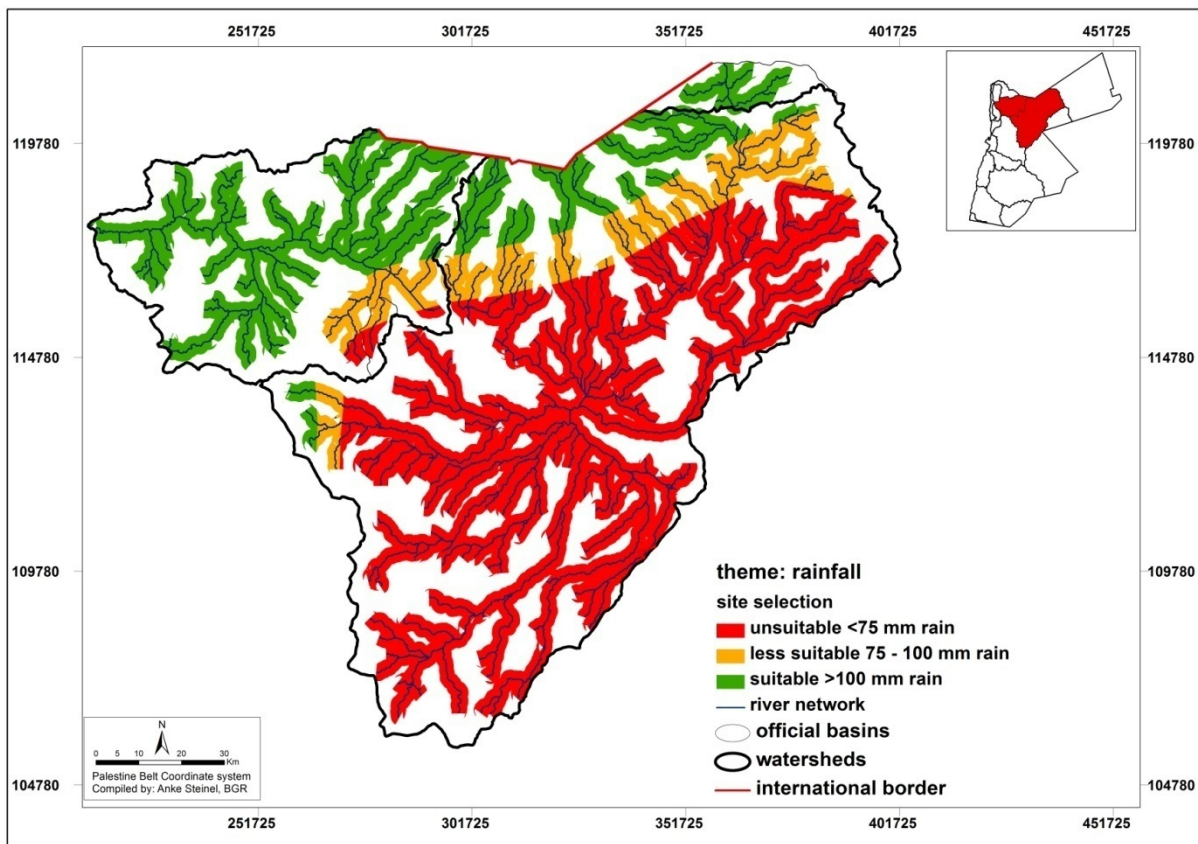 251725 301725 351725 401725 451725
119780 119780
114780 114780
109780 109780
theme: rainfall
site selection
unsuitable <75 mm rain
less suitable 75 - 100 mm rain
suitable >100 mm rain
river network
official basins
watersheds
international border
N
0 5 10 20 30
Km
Palestine Belt Coordinate system
Compiled by: Anke Steinel, BGR
104780 104780
251725 301725 351725 401725 451725